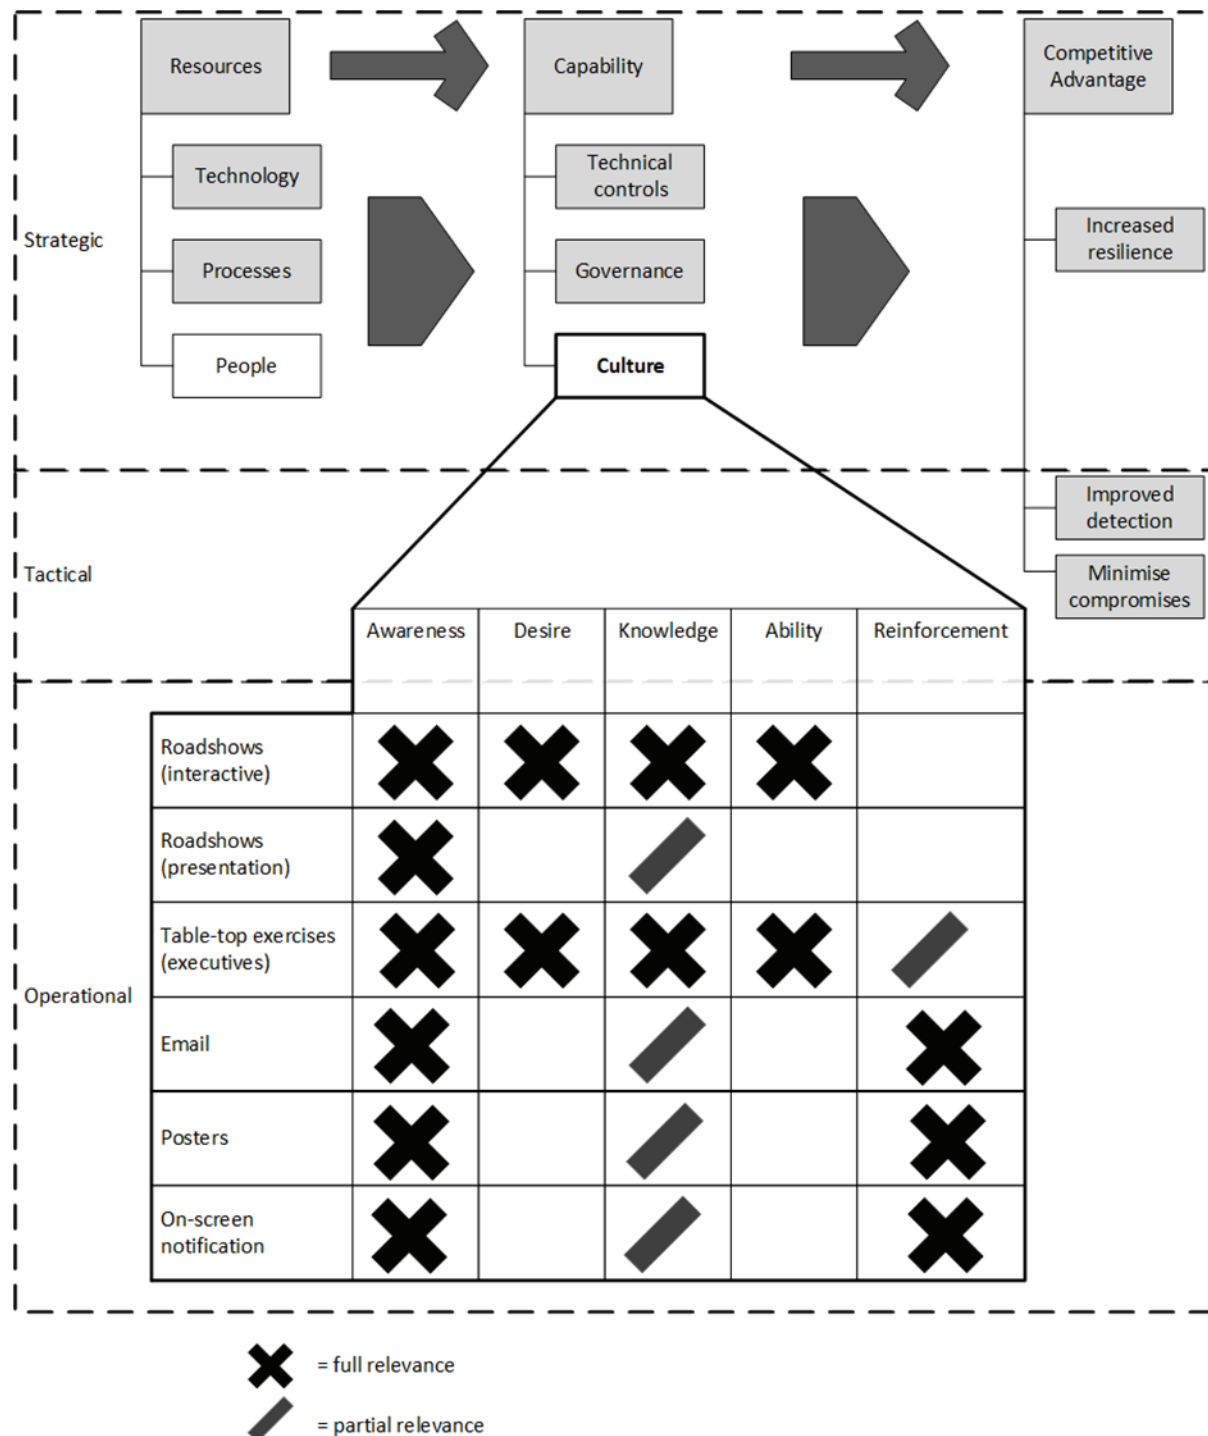 Resources
Capability
Competitive
Advantage
Technology
Technical
controls
Strategic
Increased
resilience
Processes
Governance
People
Culture
Improved
detection
Tactical
Minimise
compromises
Awareness
Desire
Knowledge
Ability
Reinforcement
Roadshows
(interactive)
Roadshows
(presentation)
Table-top exercises
(executives)
Operational
Email
Posters
On-screen
notification
= full relevance
= partial relevance